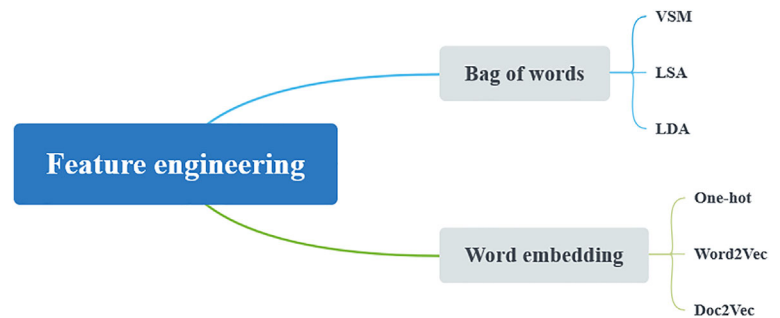 Feature engineering
Bag of words
VSM
LSA
LDA
Word embedding
One-hot
Word2Vec
Doc2Vec